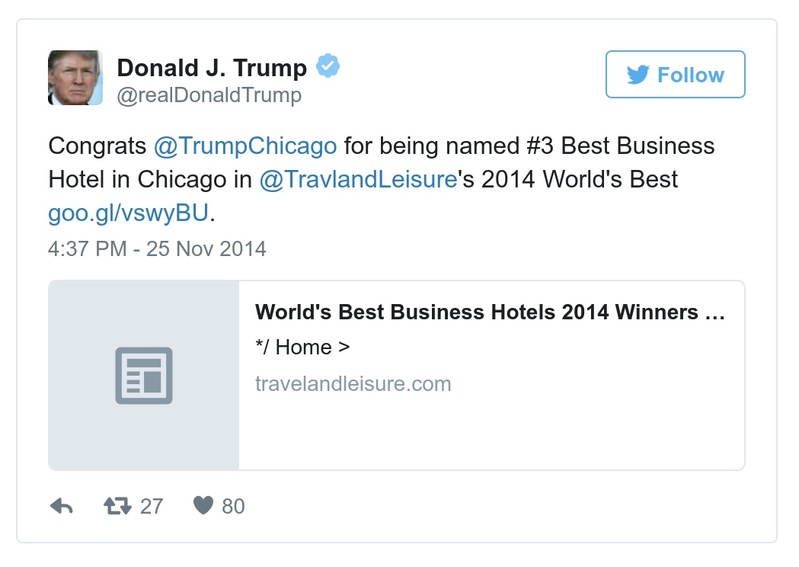 Donald J. Trump
@realDonaldTrump
Follow
Congrats @TrumpChicago for being named #3 Best Business
Hotel in Chicago in @TravlandLeisure's 2014 World's Best
goo.gl/vswyBU.
4:37 PM - 25 Nov 2014
World's Best Business Hotels 2014 Winners ...
*/ Home >
travelandleisure.com
27
80